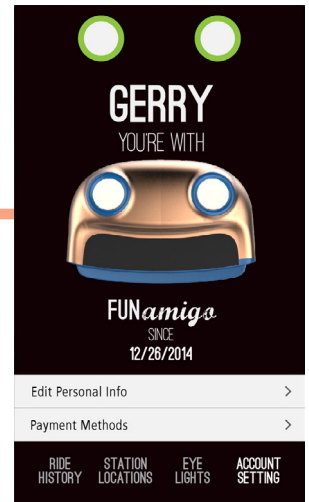 GERRY
YOU'RE WITH
FUNamigo
SINCE
12/26/2014
Edit Personal Info >
Payment Methods >
RIDE HISTORY
STATION LOCATIONS
EYE LIGHTS
ACCOUNT SETTING